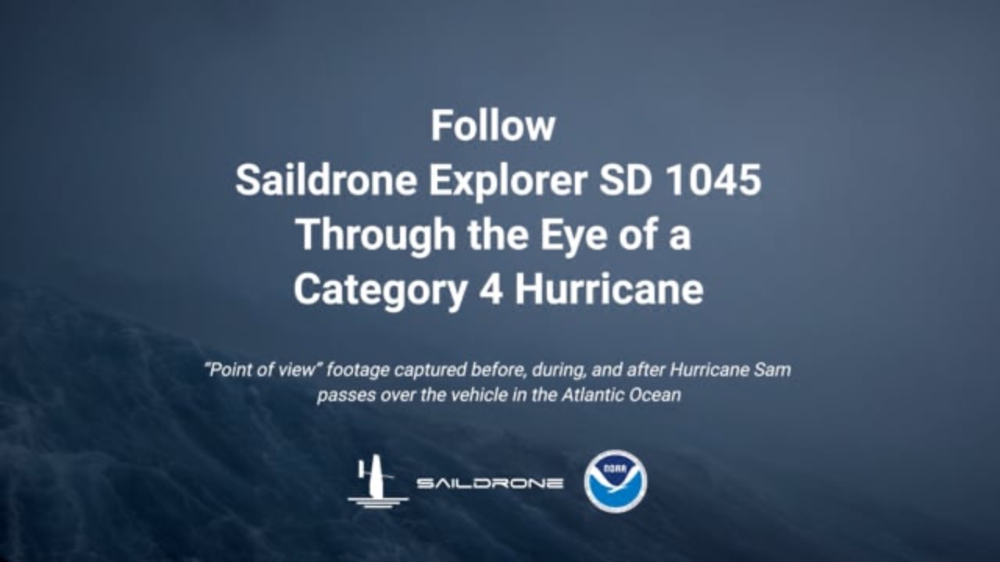 Follow
Saildrone Explorer SD 1045
Through the Eye of a
Category 4 Hurricane
“Point of view” footage captured before, during, and after Hurricane Sam
passes over the vehicle in the Atlantic Ocean
SAILDRONE
NOAA